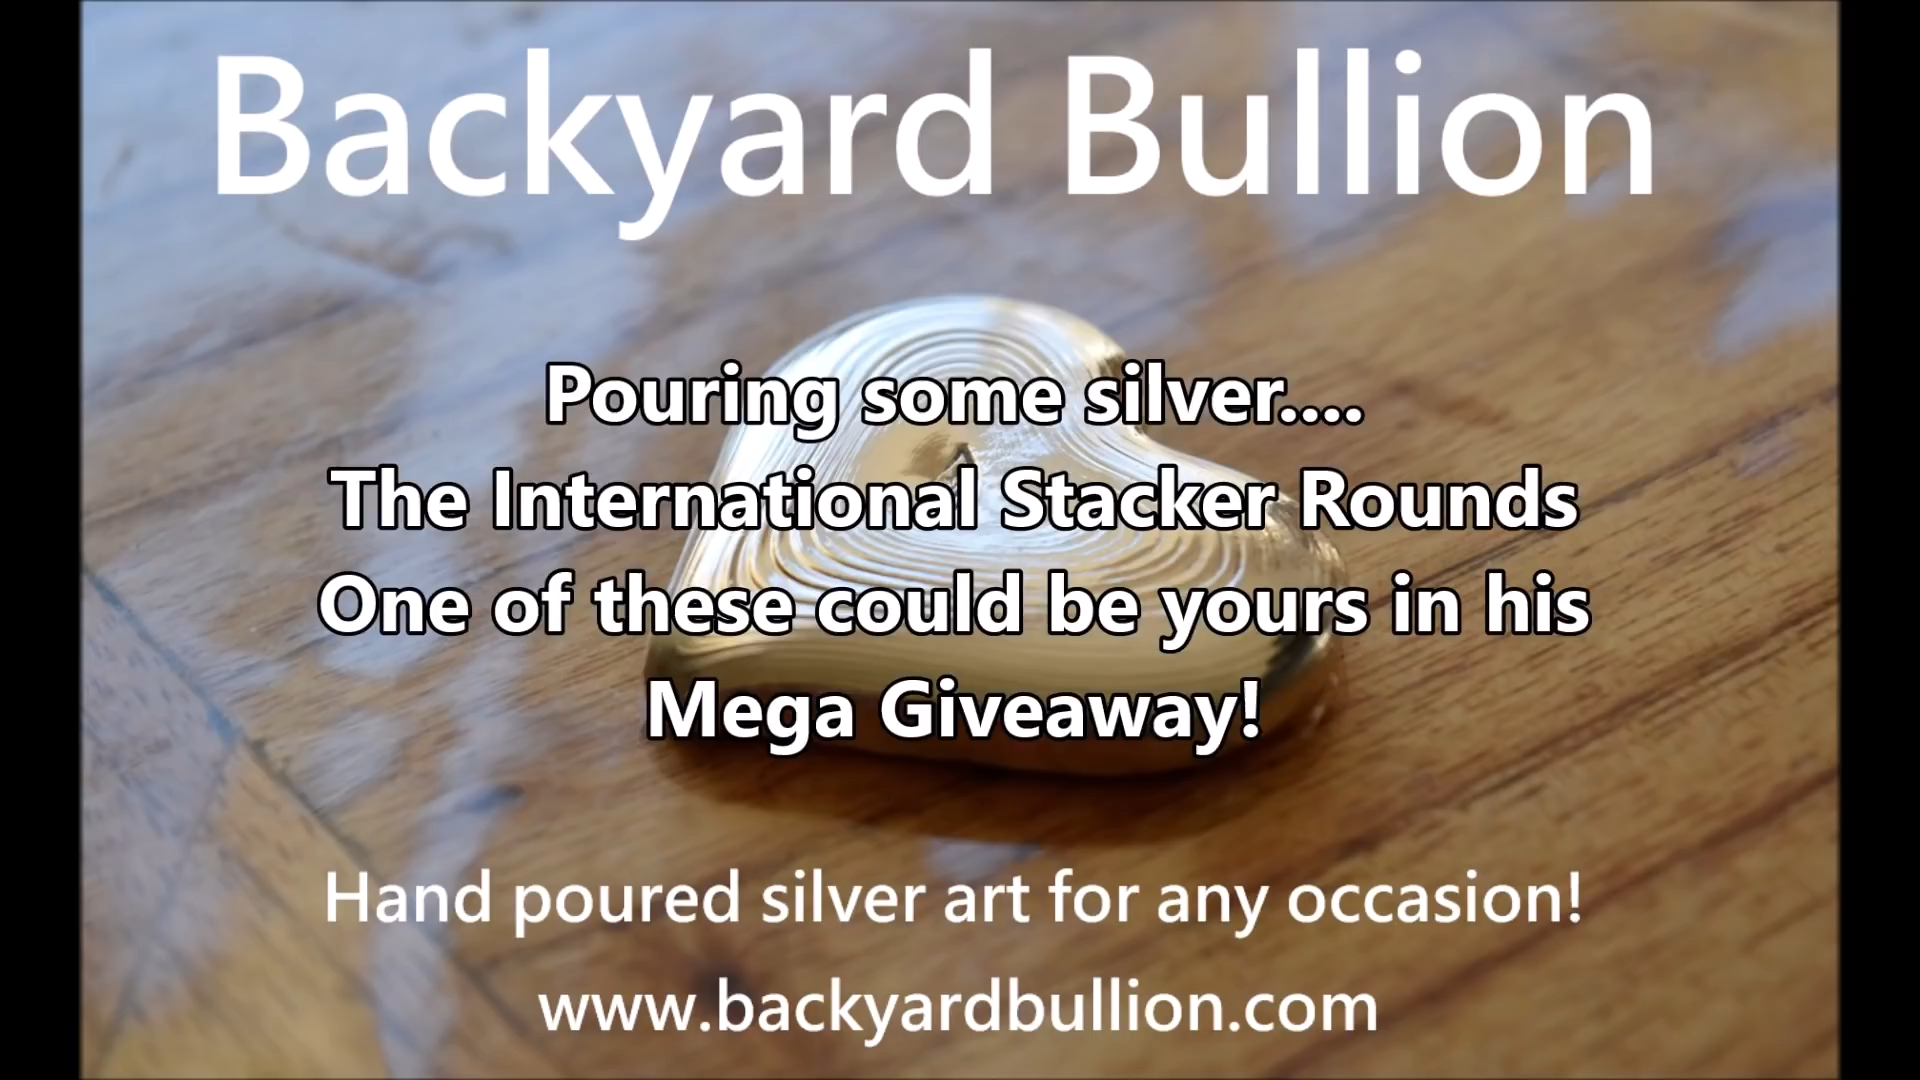 Backyard Bullion
Pouring some silver....
The International Stacker Rounds
One of these could be yours in his
Mega Giveaway!
Hand poured silver art for any occasion!
www.backyardbullion.com